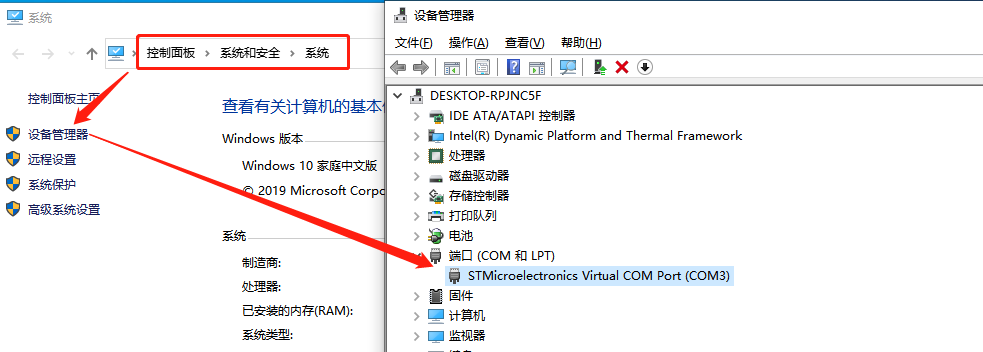 系统
控制面板 > 系统和安全 > 系统
控制面板主页
设备管理器
远程设置
系统保护
高级系统设置
查看有关计算机的基本
Windows 版本
Windows 10 家庭中文版
© 2019 Microsoft Corpo
系统
制造商:
处理器:
已安装的内存(RAM):
系统类型:
设备管理器
文件(F) 操作(A) 查看(V) 帮助(H)
DESKTOP-RPJNC5F
IDE ATA/ATAPI 控制器
Intel(R) Dynamic Platform and Thermal Framework
处理器
磁盘驱动器
存储控制器
打印队列
电池
端口 (COM 和 LPT)
STMicroelectronics Virtual COM Port (COM3)
固件
计算机
监视器